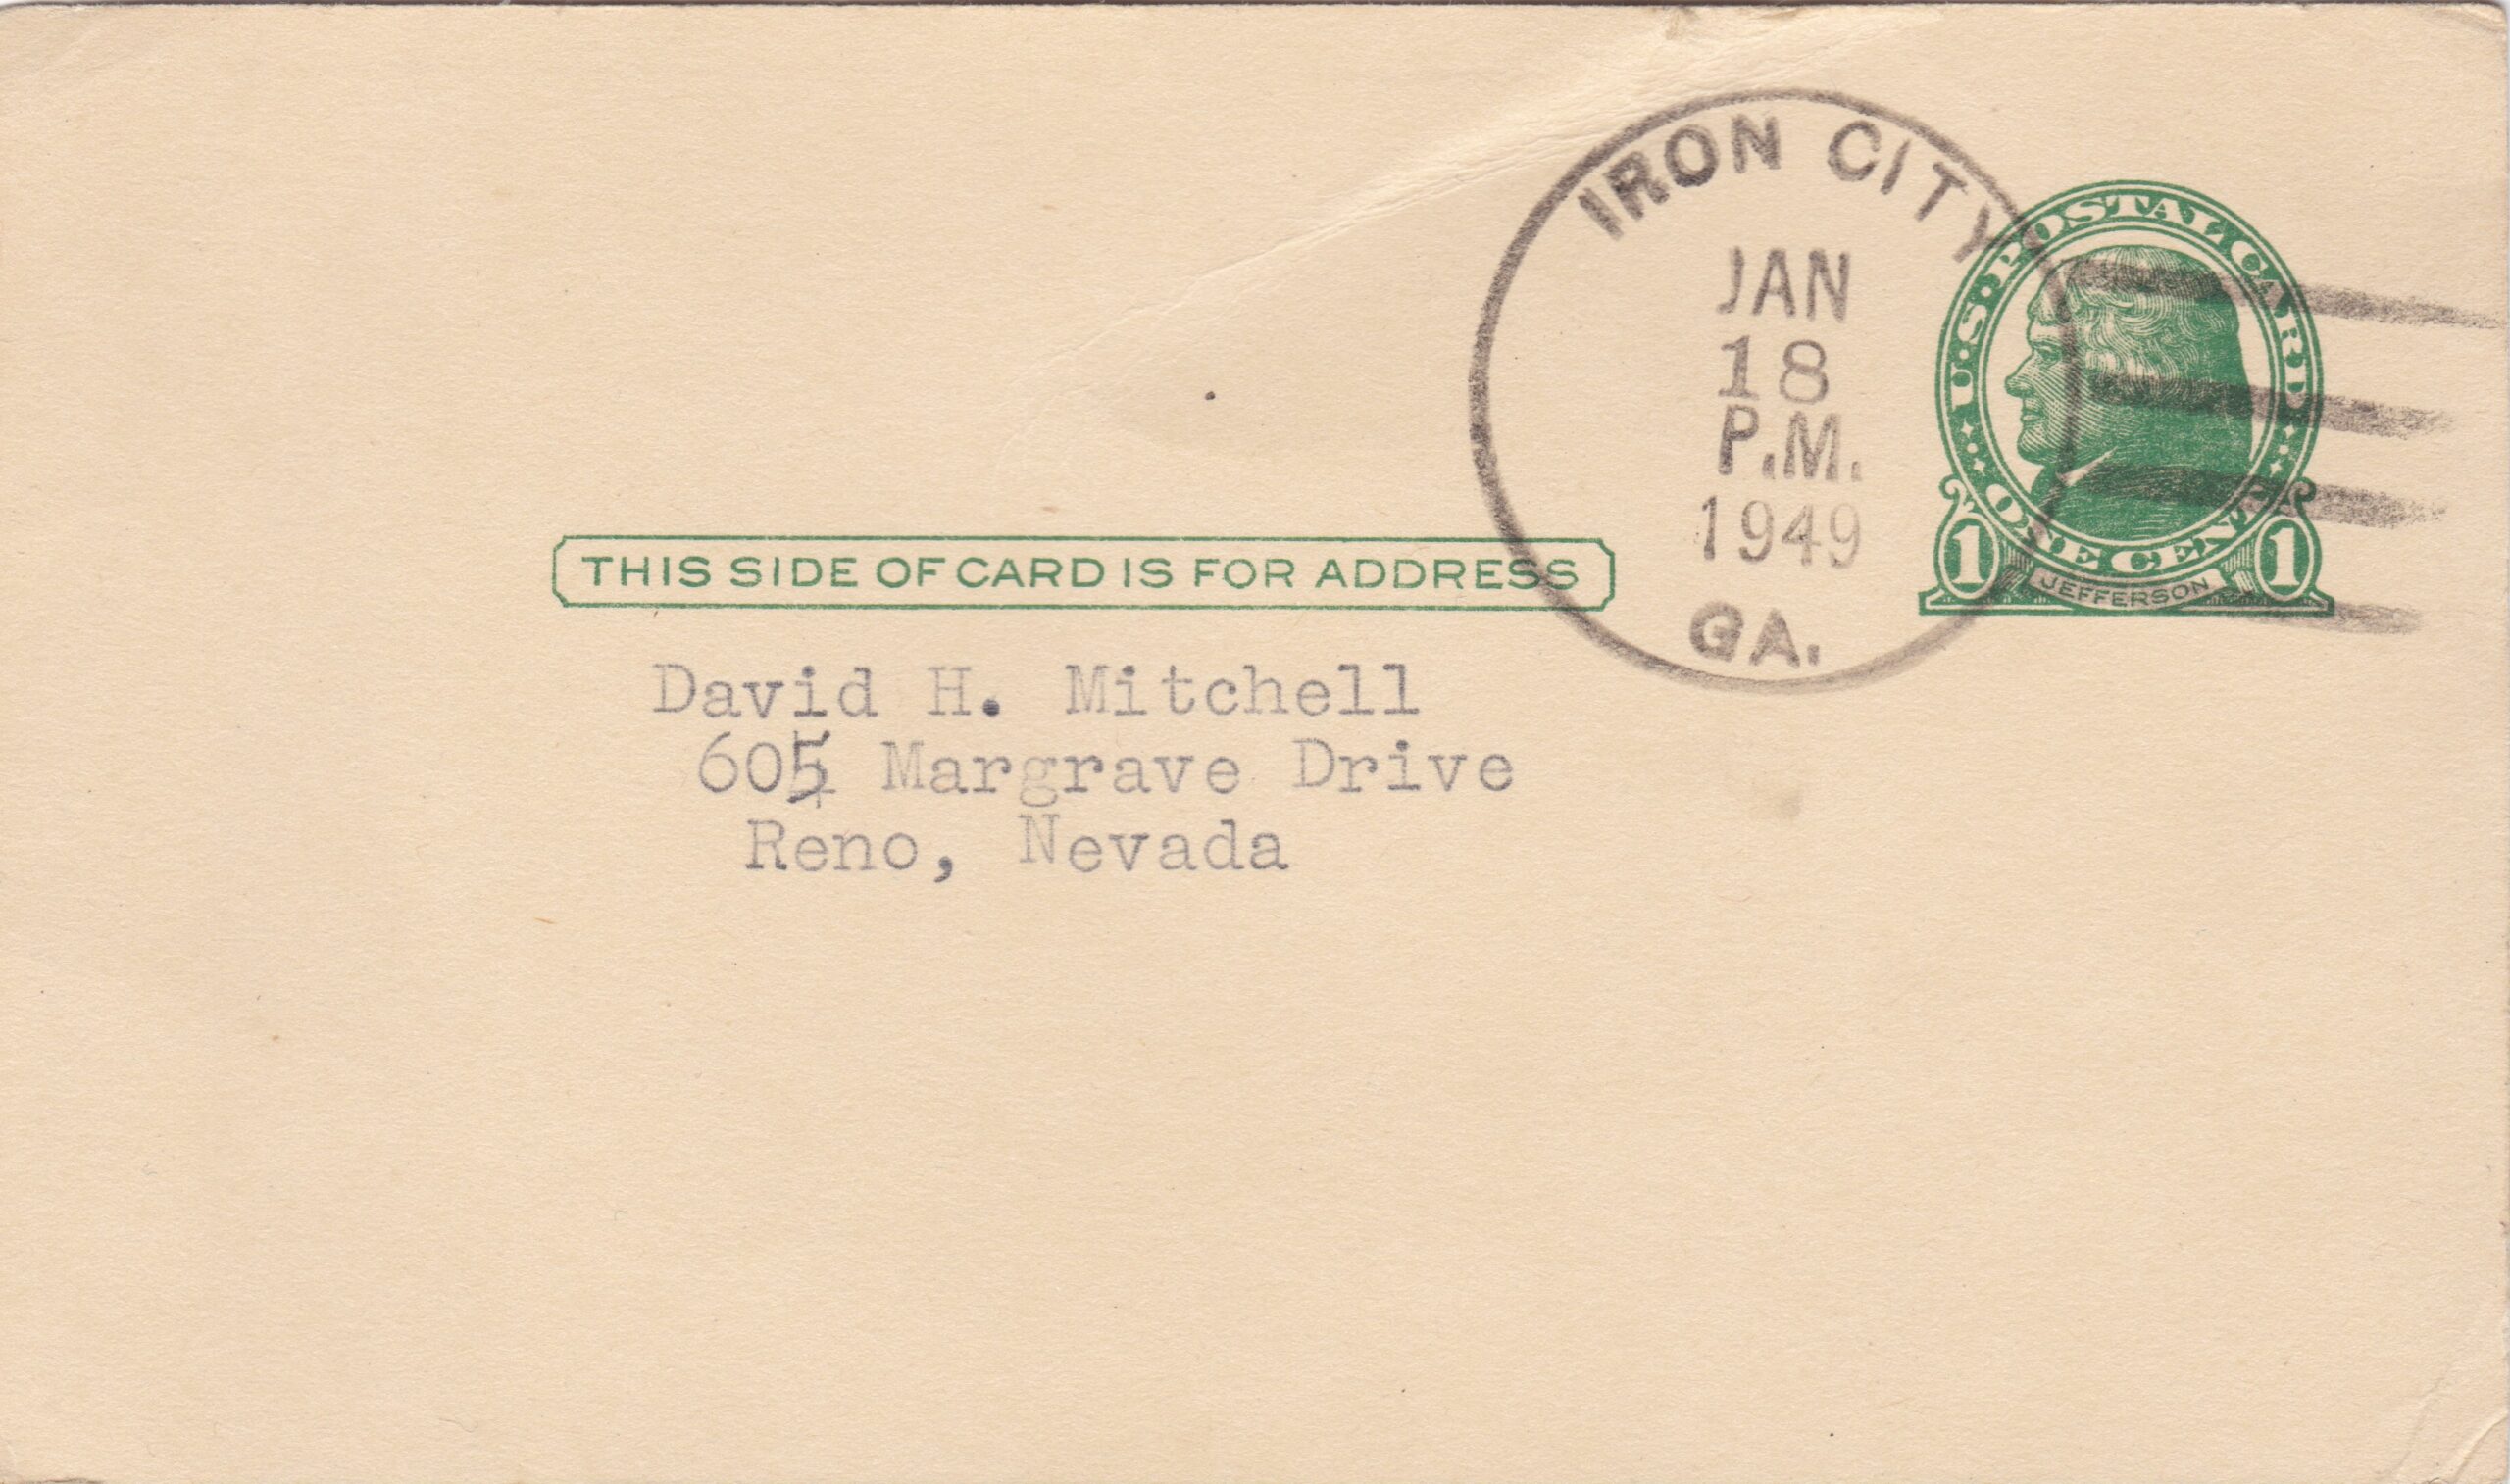 IRON CITY
JAN
18
P.M.
1949
GA.
U.S. POSTAL CARD
ONE CENT
1 1
JEFFERSON
THIS SIDE OF CARD IS FOR ADDRESS
David H. Mitchell
605 Margrave Drive
Reno, Nevada